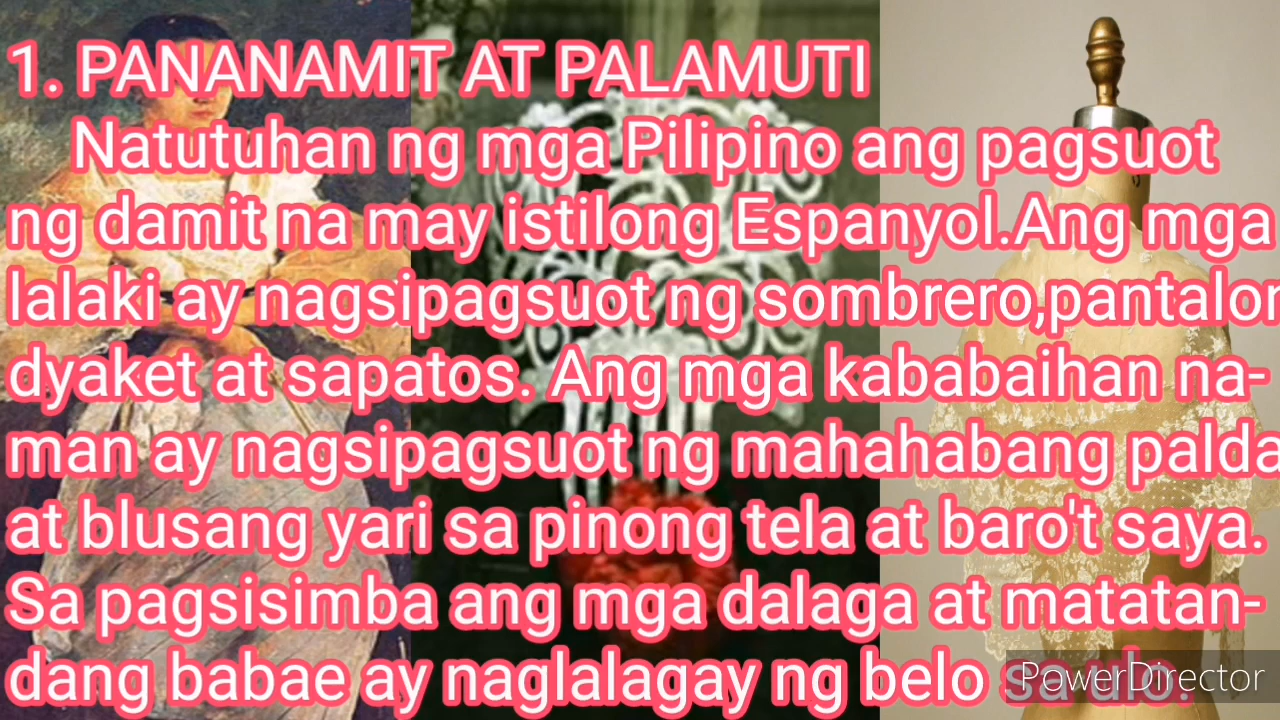 1. PANANAMIT AT PALAMUTI
Natutuhan ng mga Pilipino ang pagsuot
ng damit na may istilong Espanyol.Ang mga
lalaki ay nagsipagsuot ng sombrero,pantalon
dyaket at sapatos. Ang mga kababaihan na-
man ay nagsipagsuot ng mahahabang palda
at blusang yari sa pinong tela at baro't saya.
Sa pagsisimba ang mga dalaga at matatan-
dang babae ay naglalagay ng belo sa ulo.
PowerDirector